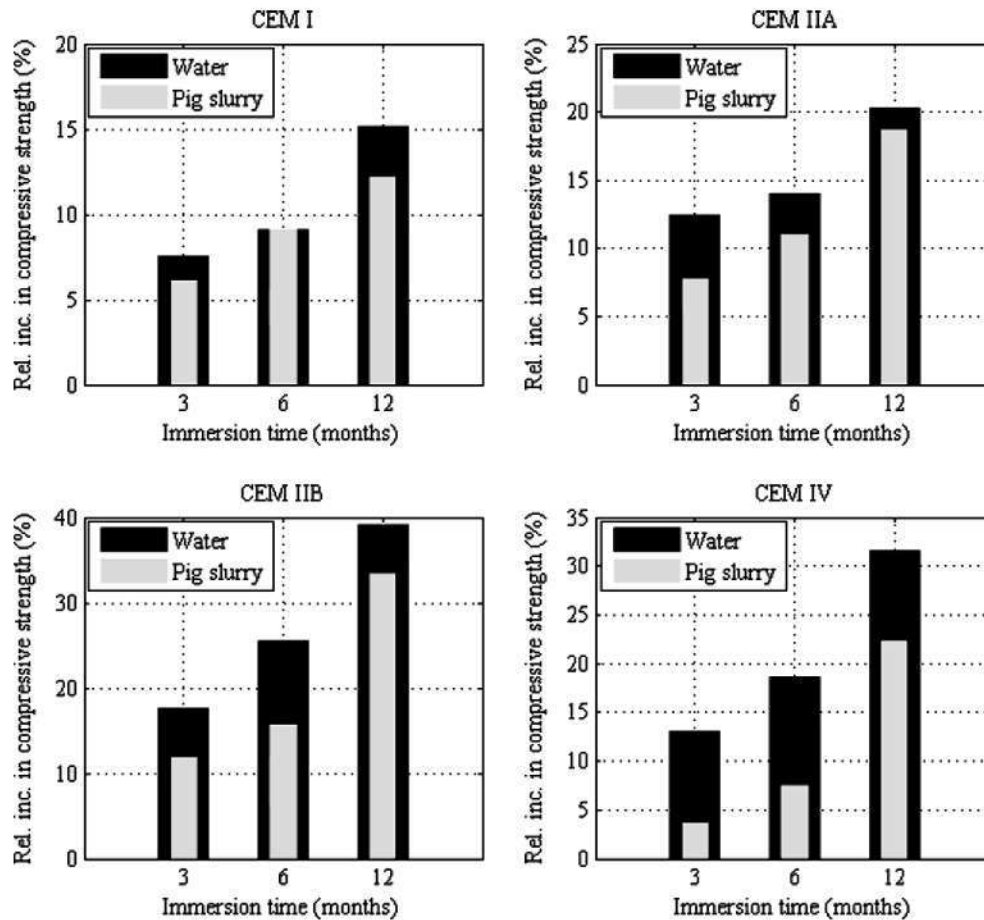 CEM I
Rel. inc. in compressive strength (%)
20
15
10
5
0
Water
Pig slurry
3 6 12
Immersion time (months)
CEM IIA
Rel. inc. in compressive strength (%)
25
20
15
10
5
0
Water
Pig slurry
3 6 12
Immersion time (months)
CEM IIB
Rel. inc. in compressive strength (%)
40
30
20
10
0
Water
Pig slurry
3 6 12
Immersion time (months)
CEM IV
Rel. inc. in compressive strength (%)
35
30
25
20
15
10
5
0
Water
Pig slurry
3 6 12
Immersion time (months)